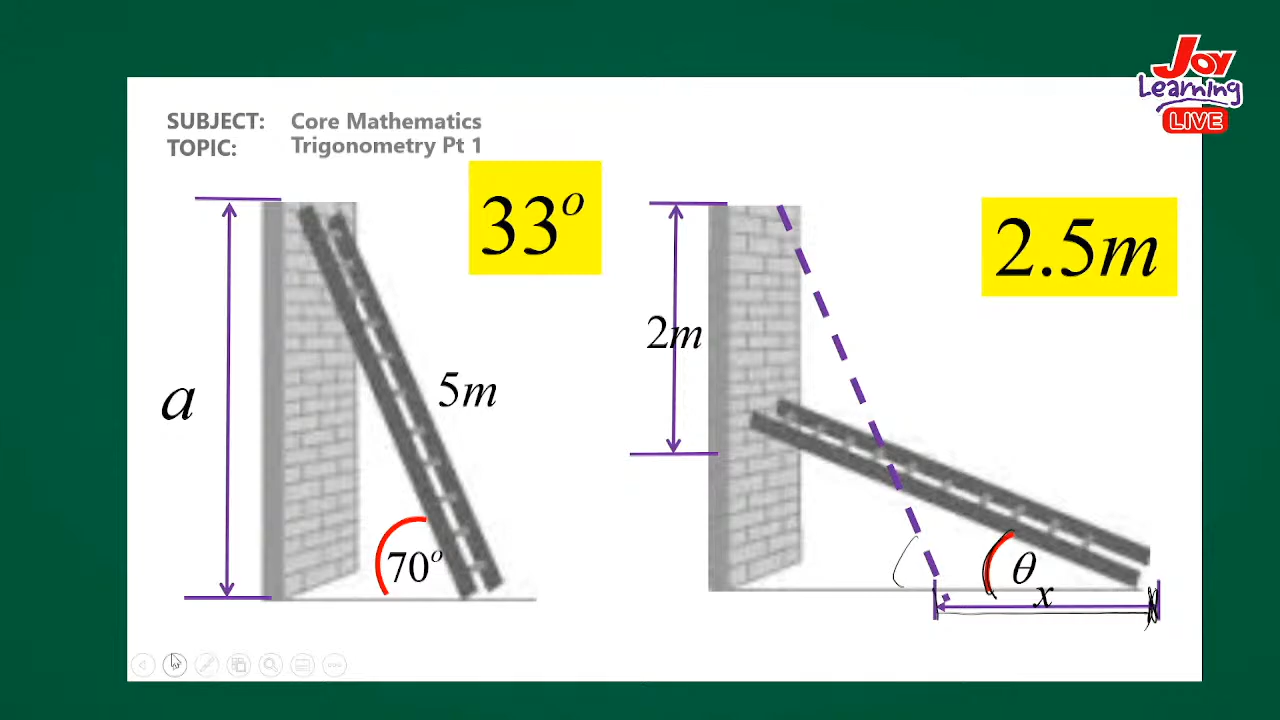 Joy
Learning
LIVE
SUBJECT: Core Mathematics
TOPIC: Trigonometry Pt 1
33°
2.5m
a
5m
70°
2m
θ
x